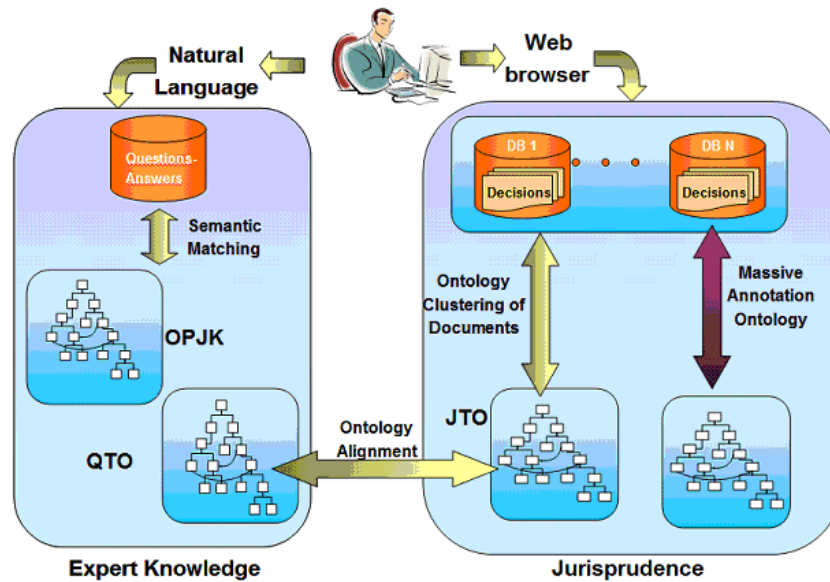 Natural
Language
Web
browser
Questions-
Answers
Semantic
Matching
OPJK
QTO
Expert Knowledge
Ontology
Alignment
DB 1
Decisions
DB N
Decisions
Ontology
Clustering of
Documents
Massive
Annotation
Ontology
JTO
Jurisprudence